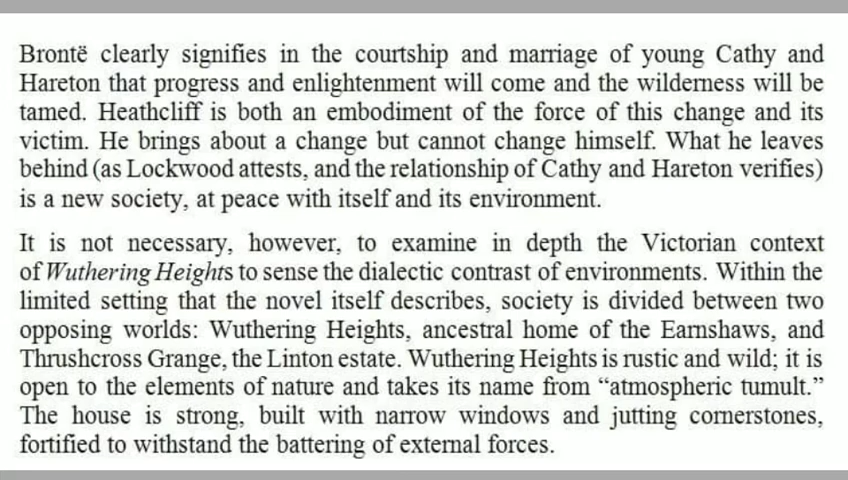 Brontë clearly signifies in the courtship and marriage of young Cathy and
Hareton that progress and enlightenment will come and the wilderness will be
tamed. Heathcliff is both an embodiment of the force of this change and its
victim. He brings about a change but cannot change himself. What he leaves
behind (as Lockwood attests, and the relationship of Cathy and Hareton verifies)
is a new society, at peace with itself and its environment.
It is not necessary, however, to examine in depth the Victorian context
of Wuthering Heights to sense the dialectic contrast of environments. Within the
limited setting that the novel itself describes, society is divided between two
opposing worlds: Wuthering Heights, ancestral home of the Earnshaws, and
Thrushcross Grange, the Linton estate. Wuthering Heights is rustic and wild; it is
open to the elements of nature and takes its name from “atmospheric tumult.”
The house is strong, built with narrow windows and jutting cornerstones,
fortified to withstand the battering of external forces.